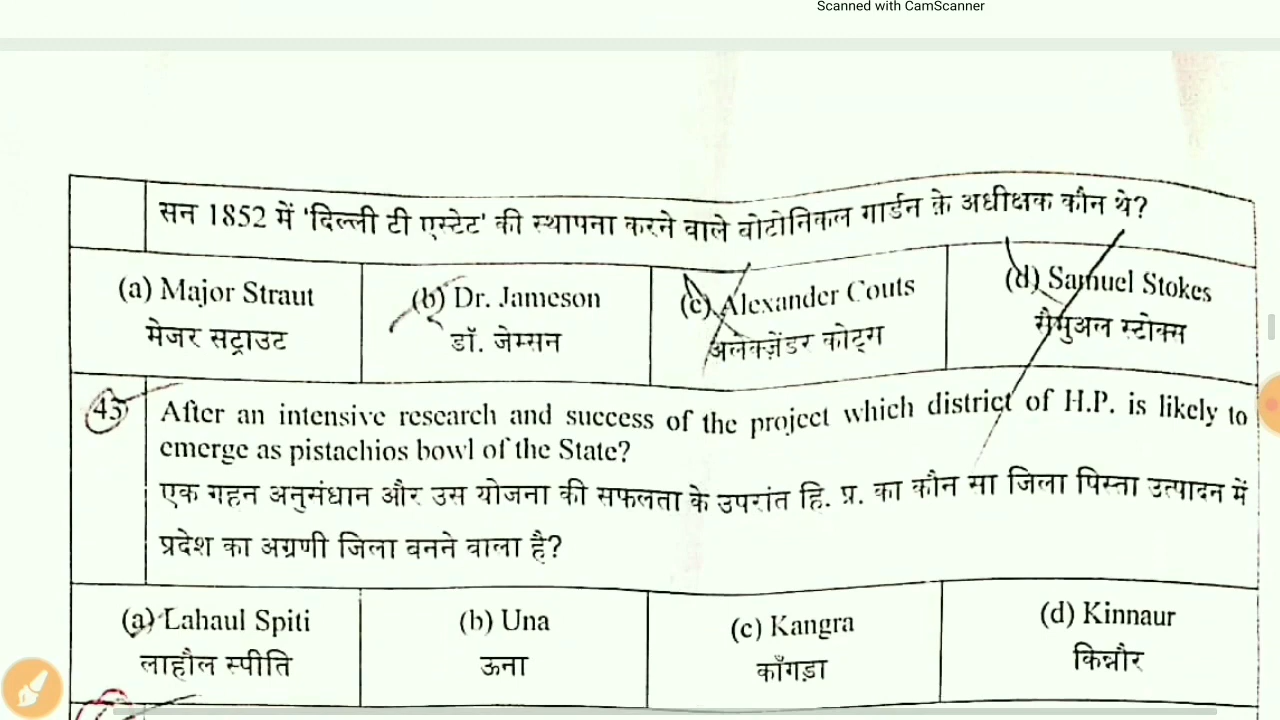 Scanned with CamScanner
सन 1852 में 'दिल्ली टी एस्टेट' की स्थापना करने वाले वोटोनिकल गार्डन के अधीक्षक कौन थे?
(a) Major Straut (b) Dr. Jameson (c) Alexander Couts (d) Samuel Stokes
मेजर सट्राउट डॉ. जेम्सन अलेक्ज़ेंडर कोट्ग सैमुअल स्टोक्स
43 After an intensive research and success of the project which district of H.P. is likely to
emerge as pistachios bowl of the State?
एक गहन अनुसंधान और उस योजना की सफलता के उपरांत हि. प्र. का कौन सा जिला पिस्ता उत्पादन में
प्रदेश का अग्रणी जिला बनने वाला है?
(a) Lahaul Spiti (b) Una (c) Kangra (d) Kinnaur
लाहौल स्पीति ऊना काँगड़ा किन्नौर